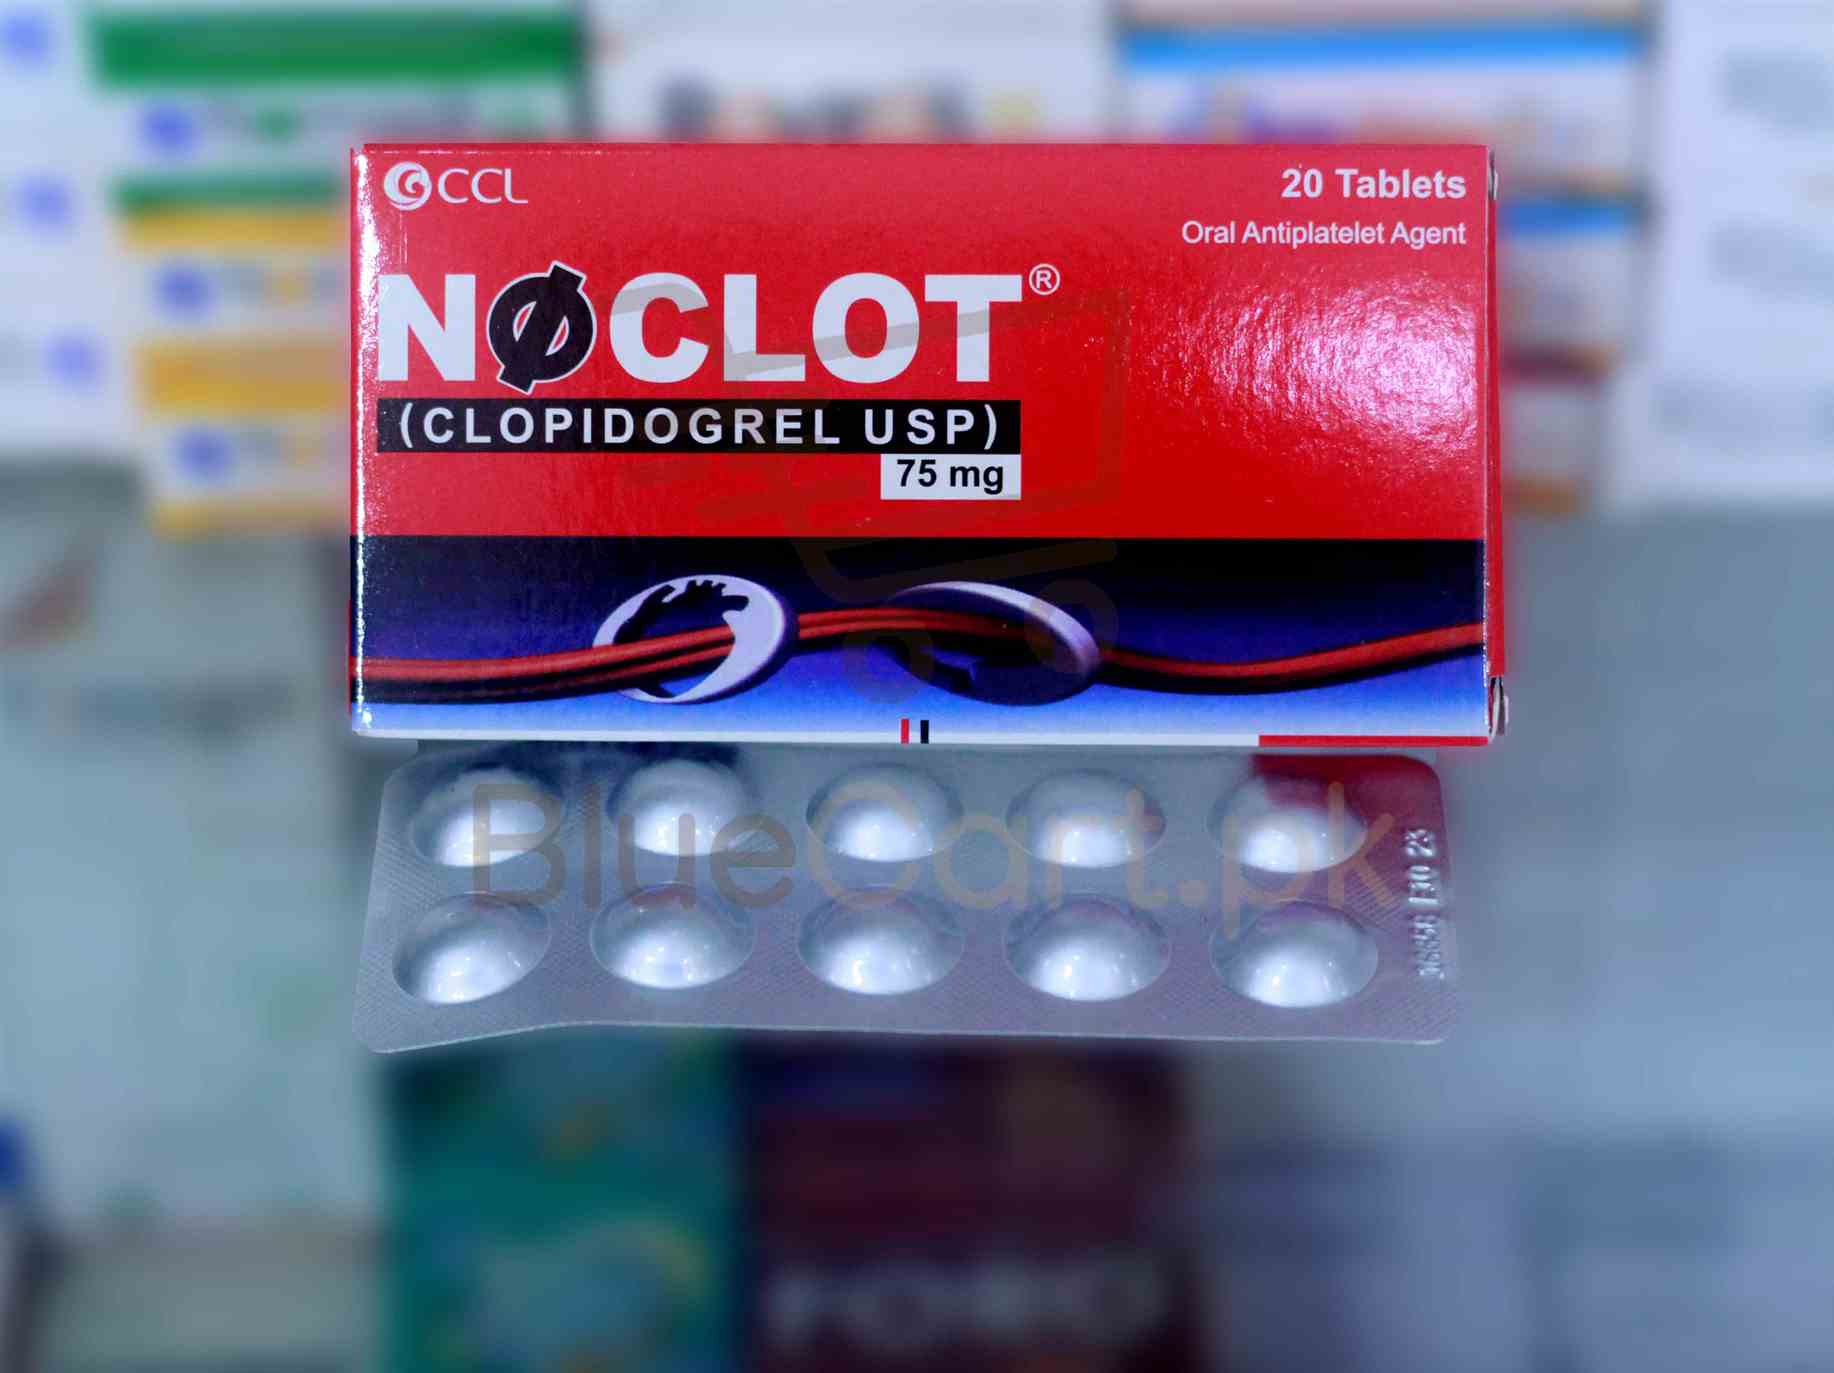 CCL
20 Tablets
Oral Antiplatelet Agent
NØCLOT®
(CLOPIDOGREL USP)
75 mg
BlueCart.pk